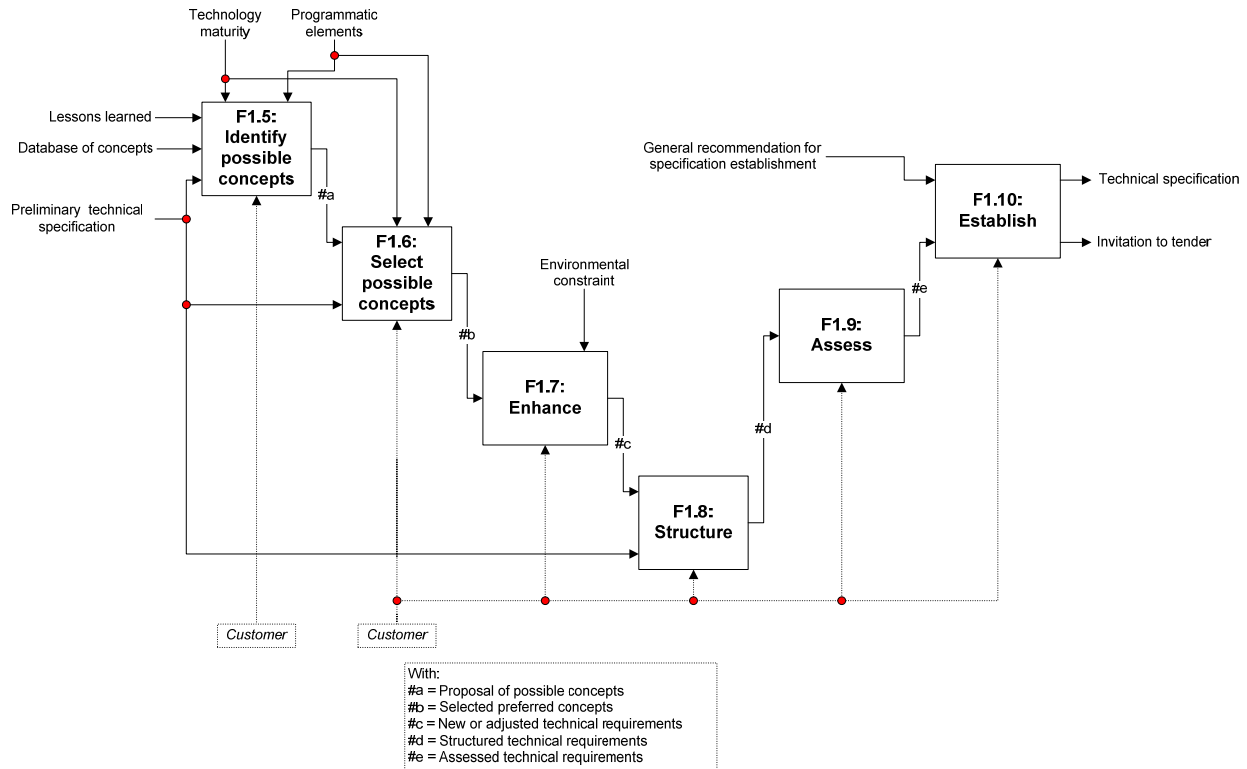 Technology
maturity
Programmatic
elements
Lessons learned
Database of concepts
Preliminary technical
specification
F1.5:
Identify
possible
concepts
#a
F1.6:
Select
possible
concepts
#b
Environmental
constraint
F1.7:
Enhance
#c
F1.8:
Structure
#d
F1.9:
Assess
#e
General recommendation for
specification establishment
F1.10:
Establish
Technical specification
Invitation to tender
Customer
Customer
With:
#a = Proposal of possible concepts
#b = Selected preferred concepts
#c = New or adjusted technical requirements
#d = Structured technical requirements
#e = Assessed technical requirements